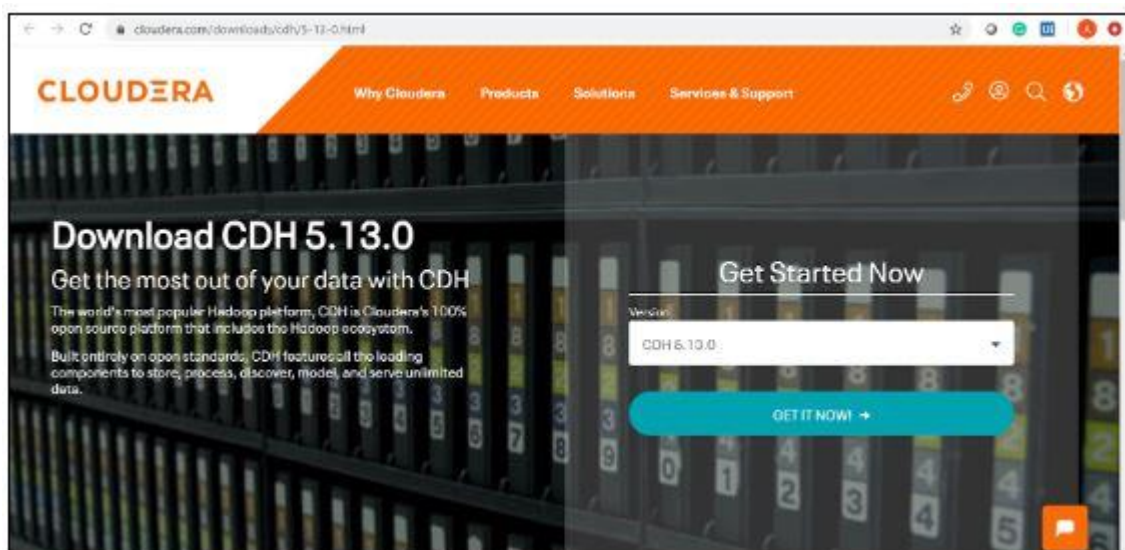 cloudera.com/downloads/cdh/5-13-0.html
CLOUDERA
Why Cloudera Products Solutions Services & Support
Download CDH 5.13.0
Get the most out of your data with CDH
The world's most popular Hadoop platform, CDH is Cloudera's 100%
open source platform that includes the Hadoop ecosystem.
Built entirely on open standards, CDH features all the leading
components to store, process, discover, model, and serve unlimited
data.
Get Started Now
Version
CDH 5.13.0
GET IT NOW! →